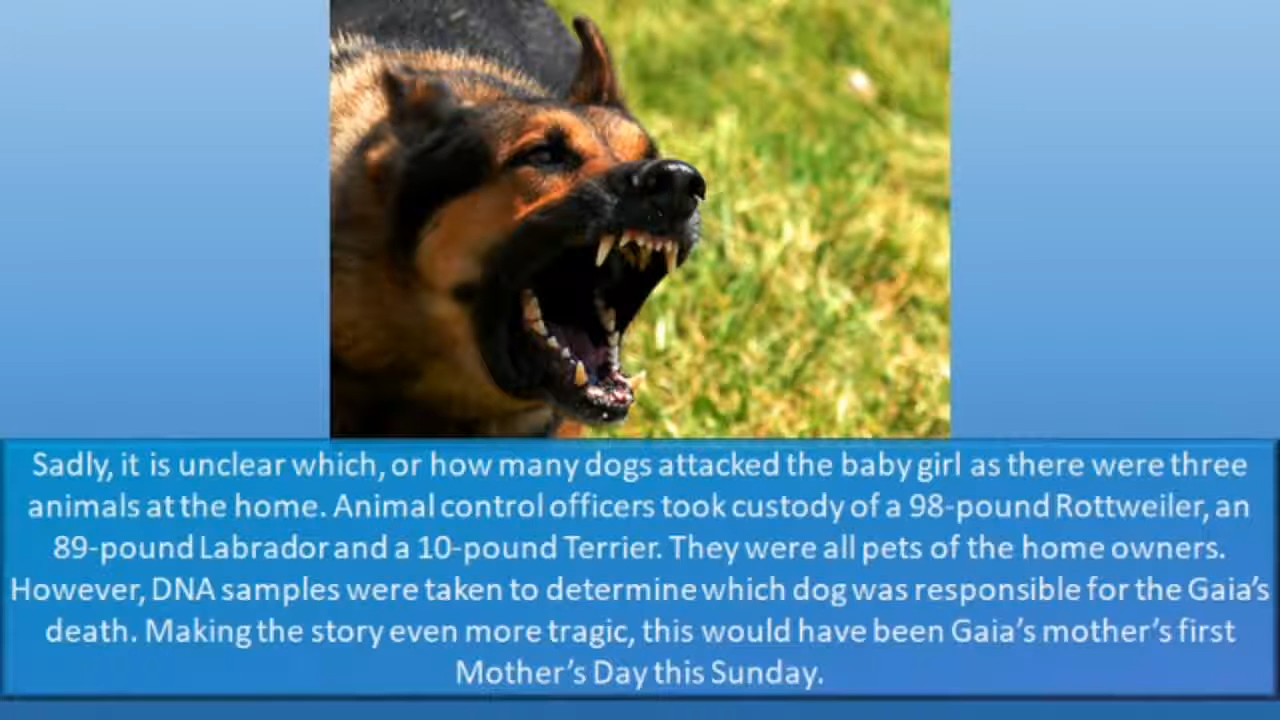 Sadly, it is unclear which, or how many dogs attacked the baby girl as there were three
animals at the home. Animal control officers took custody of a 98-pound Rottweiler, an
89-pound Labrador and a 10-pound Terrier. They were all pets of the home owners.
However, DNA samples were taken to determine which dog was responsible for the Gaia's
death. Making the story even more tragic, this would have been Gaia's mother's first
Mother's Day this Sunday.